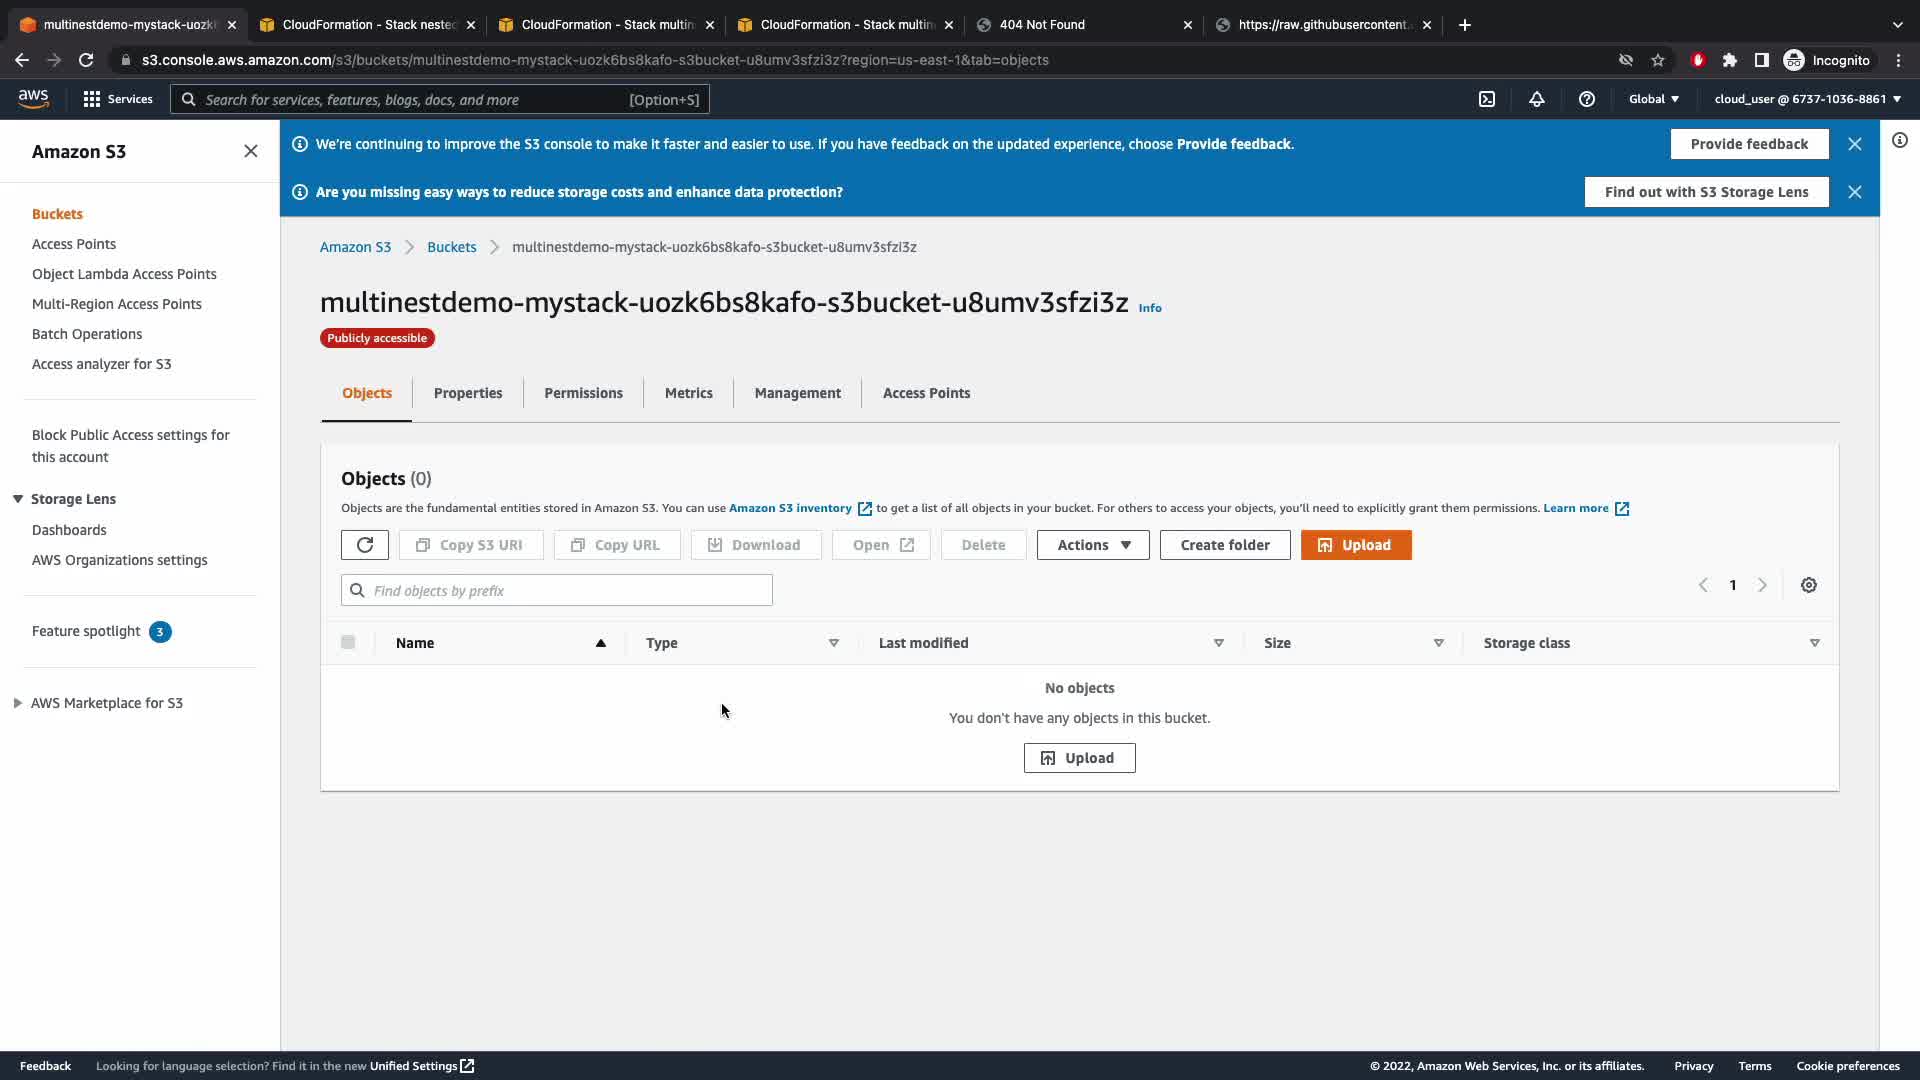 multinestdemo-mystack-uozk
CloudFormation - Stack nested
CloudFormation - Stack multin
CloudFormation - Stack multin
404 Not Found
https://raw.githubusercontent.
s3.console.aws.amazon.com/s3/buckets/multinestdemo-mystack-uozk6bs8kafo-s3bucket-u8umv3sfzi3z?region=us-east-1&tab=objects
Incognito
aws
Services
Search for services, features, blogs, docs, and more
[Option+S]
Global
cloud_user @ 6737-1036-8861
Amazon S3
Buckets
Access Points
Object Lambda Access Points
Multi-Region Access Points
Batch Operations
Access analyzer for S3
Block Public Access settings for
this account
Storage Lens
Dashboards
AWS Organizations settings
Feature spotlight 3
AWS Marketplace for S3
We're continuing to improve the S3 console to make it faster and easier to use. If you have feedback on the updated experience, choose Provide feedback.
Provide feedback
Are you missing easy ways to reduce storage costs and enhance data protection?
Find out with S3 Storage Lens
Amazon S3
Buckets
multinestdemo-mystack-uozk6bs8kafo-s3bucket-u8umv3sfzi3z
multinestdemo-mystack-uozk6bs8kafo-s3bucket-u8umv3sfzi3z Info
Publicly accessible
Objects
Properties
Permissions
Metrics
Management
Access Points
Objects (0)
Objects are the fundamental entities stored in Amazon S3. You can use Amazon S3 inventory to get a list of all objects in your bucket. For others to access your objects, you'll need to explicitly grant them permissions. Learn more
Copy S3 URI
Copy URL
Download
Open
Delete
Actions
Create folder
Upload
Find objects by prefix
1
Name
Type
Last modified
Size
Storage class
No objects
You don't have any objects in this bucket.
Upload
Feedback
Looking for language selection? Find it in the new Unified Settings
© 2022, Amazon Web Services, Inc. or its affiliates.
Privacy
Terms
Cookie preferences